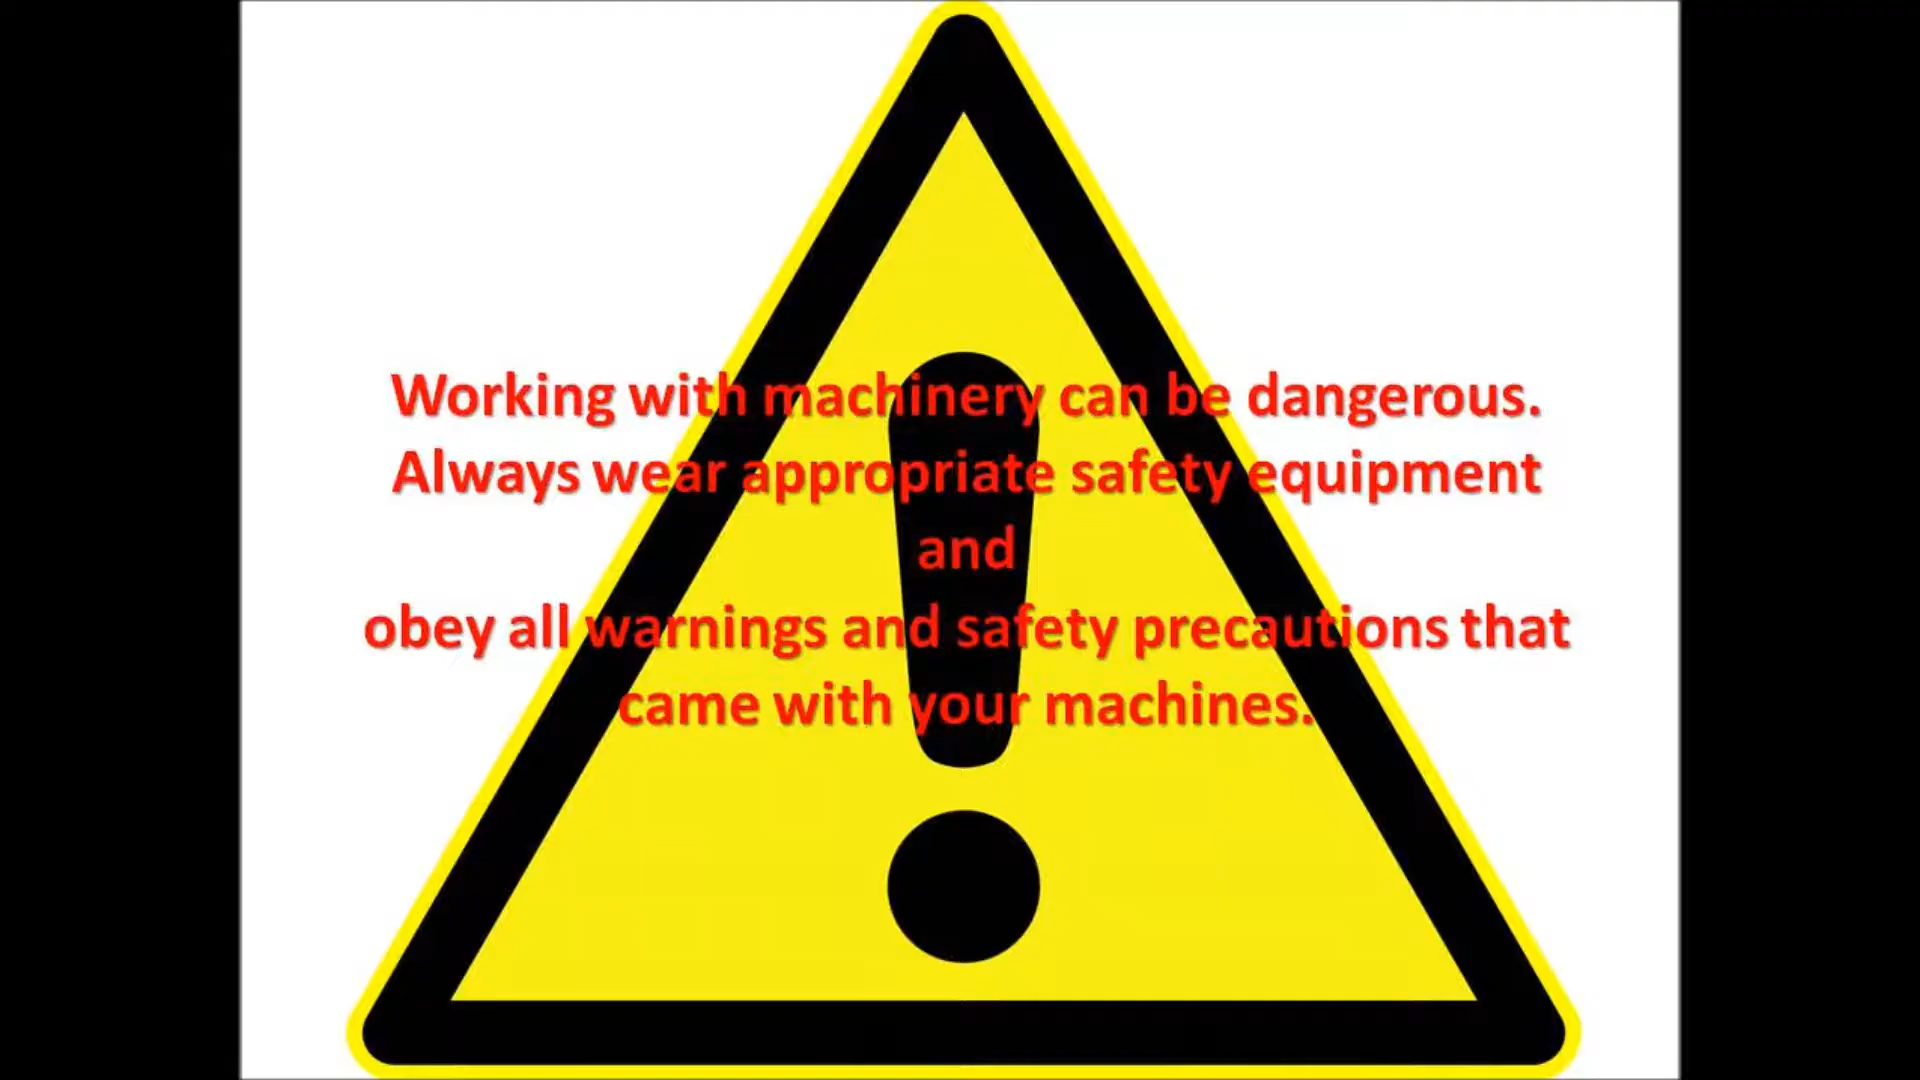 Working with machinery can be dangerous.
Always wear appropriate safety equipment
and
obey all warnings and safety precautions that
came with your machines.